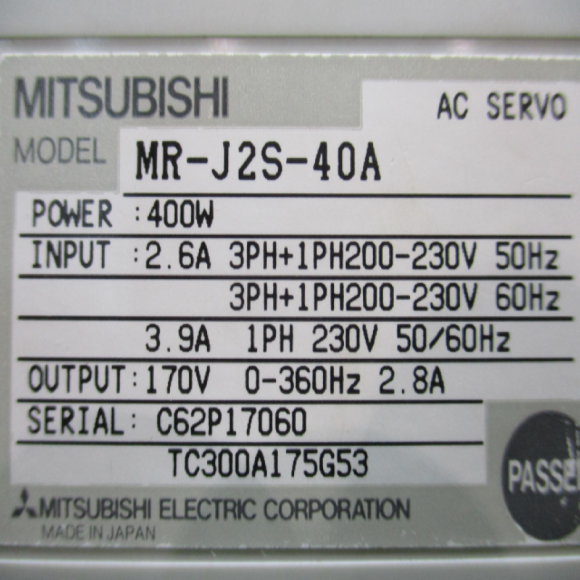 MITSUBISHI AC SERVO
MODEL MR-J2S-40A
POWER :400W
INPUT :2.6A 3PH+1PH200-230V 50Hz
3PH+1PH200-230V 60Hz
3.9A 1PH 230V 50/60Hz
OUTPUT:170V 0-360Hz 2.8A
SERIAL: C62P17060
TC300A175G53
PASSE
MITSUBISHI ELECTRIC CORPORATION
MADE IN JAPAN